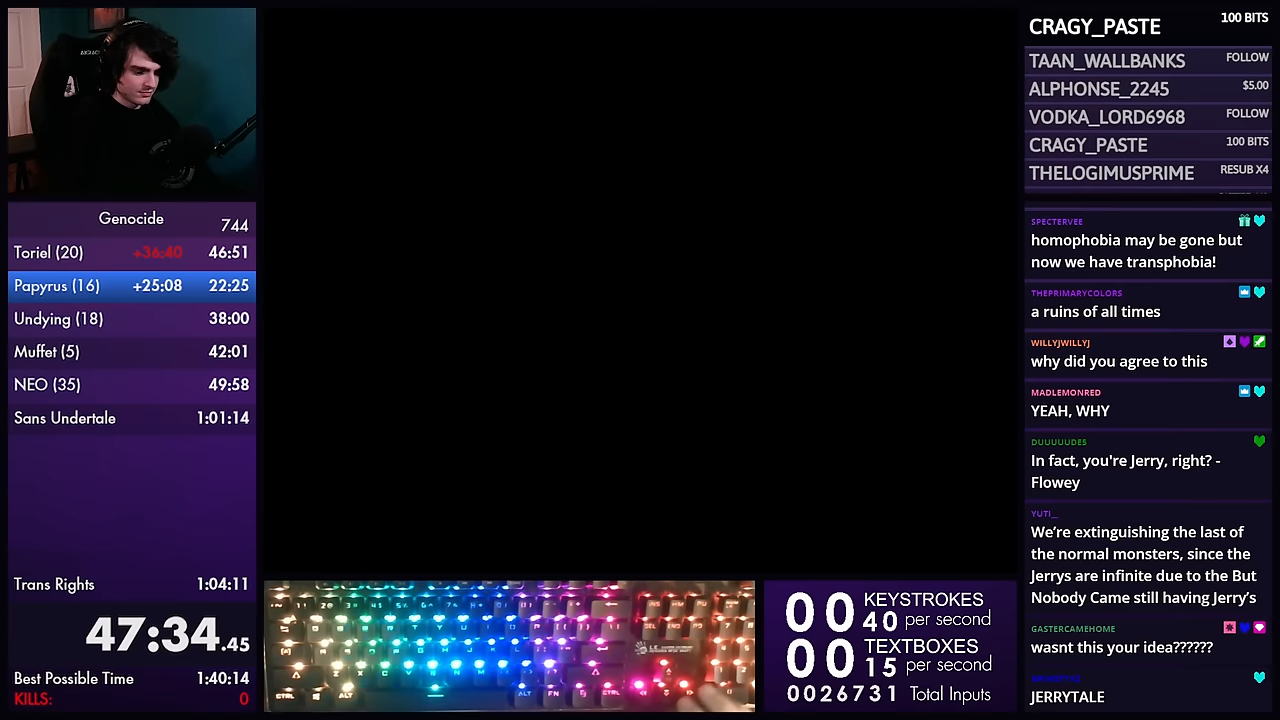 Genocide
744
Toriel (20) +36:40 46:51
Papyrus (16) +25:08 22:25
Undying (18) 38:00
Muffet (5) 42:01
NEO (35) 49:58
Sans Undertale 1:01:14
Trans Rights 1:04:11
47:34.45
Best Possible Time 1:40:14
KILLS: 0
00 40 KEYSTROKES per second
00 15 TEXTBOXES per second
0026731 Total Inputs
CRAGY_PASTE 100 BITS
TAAN_WALLBANKS FOLLOW
ALPHONSE_2245 $5.00
VODKA_LORD6968 FOLLOW
CRAGY_PASTE 100 BITS
THELOGIMUSPRIME RESUB X4
SPECTERVEE
homophobia may be gone but
now we have transphobia!
THEPRIMARYCOLORS
a ruins of all times
WILLYJWILLYJ
why did you agree to this
MADLEMONRED
YEAH, WHY
DUUUUUDES
In fact, you're Jerry, right? -
Flowey
YUTI_
We're extinguishing the last of
the normal monsters, since the
Jerrys are infinite due to the But
Nobody Came still having Jerry's
GASTERCAMEHOME
wasnt this your idea??????
JERRYTALE